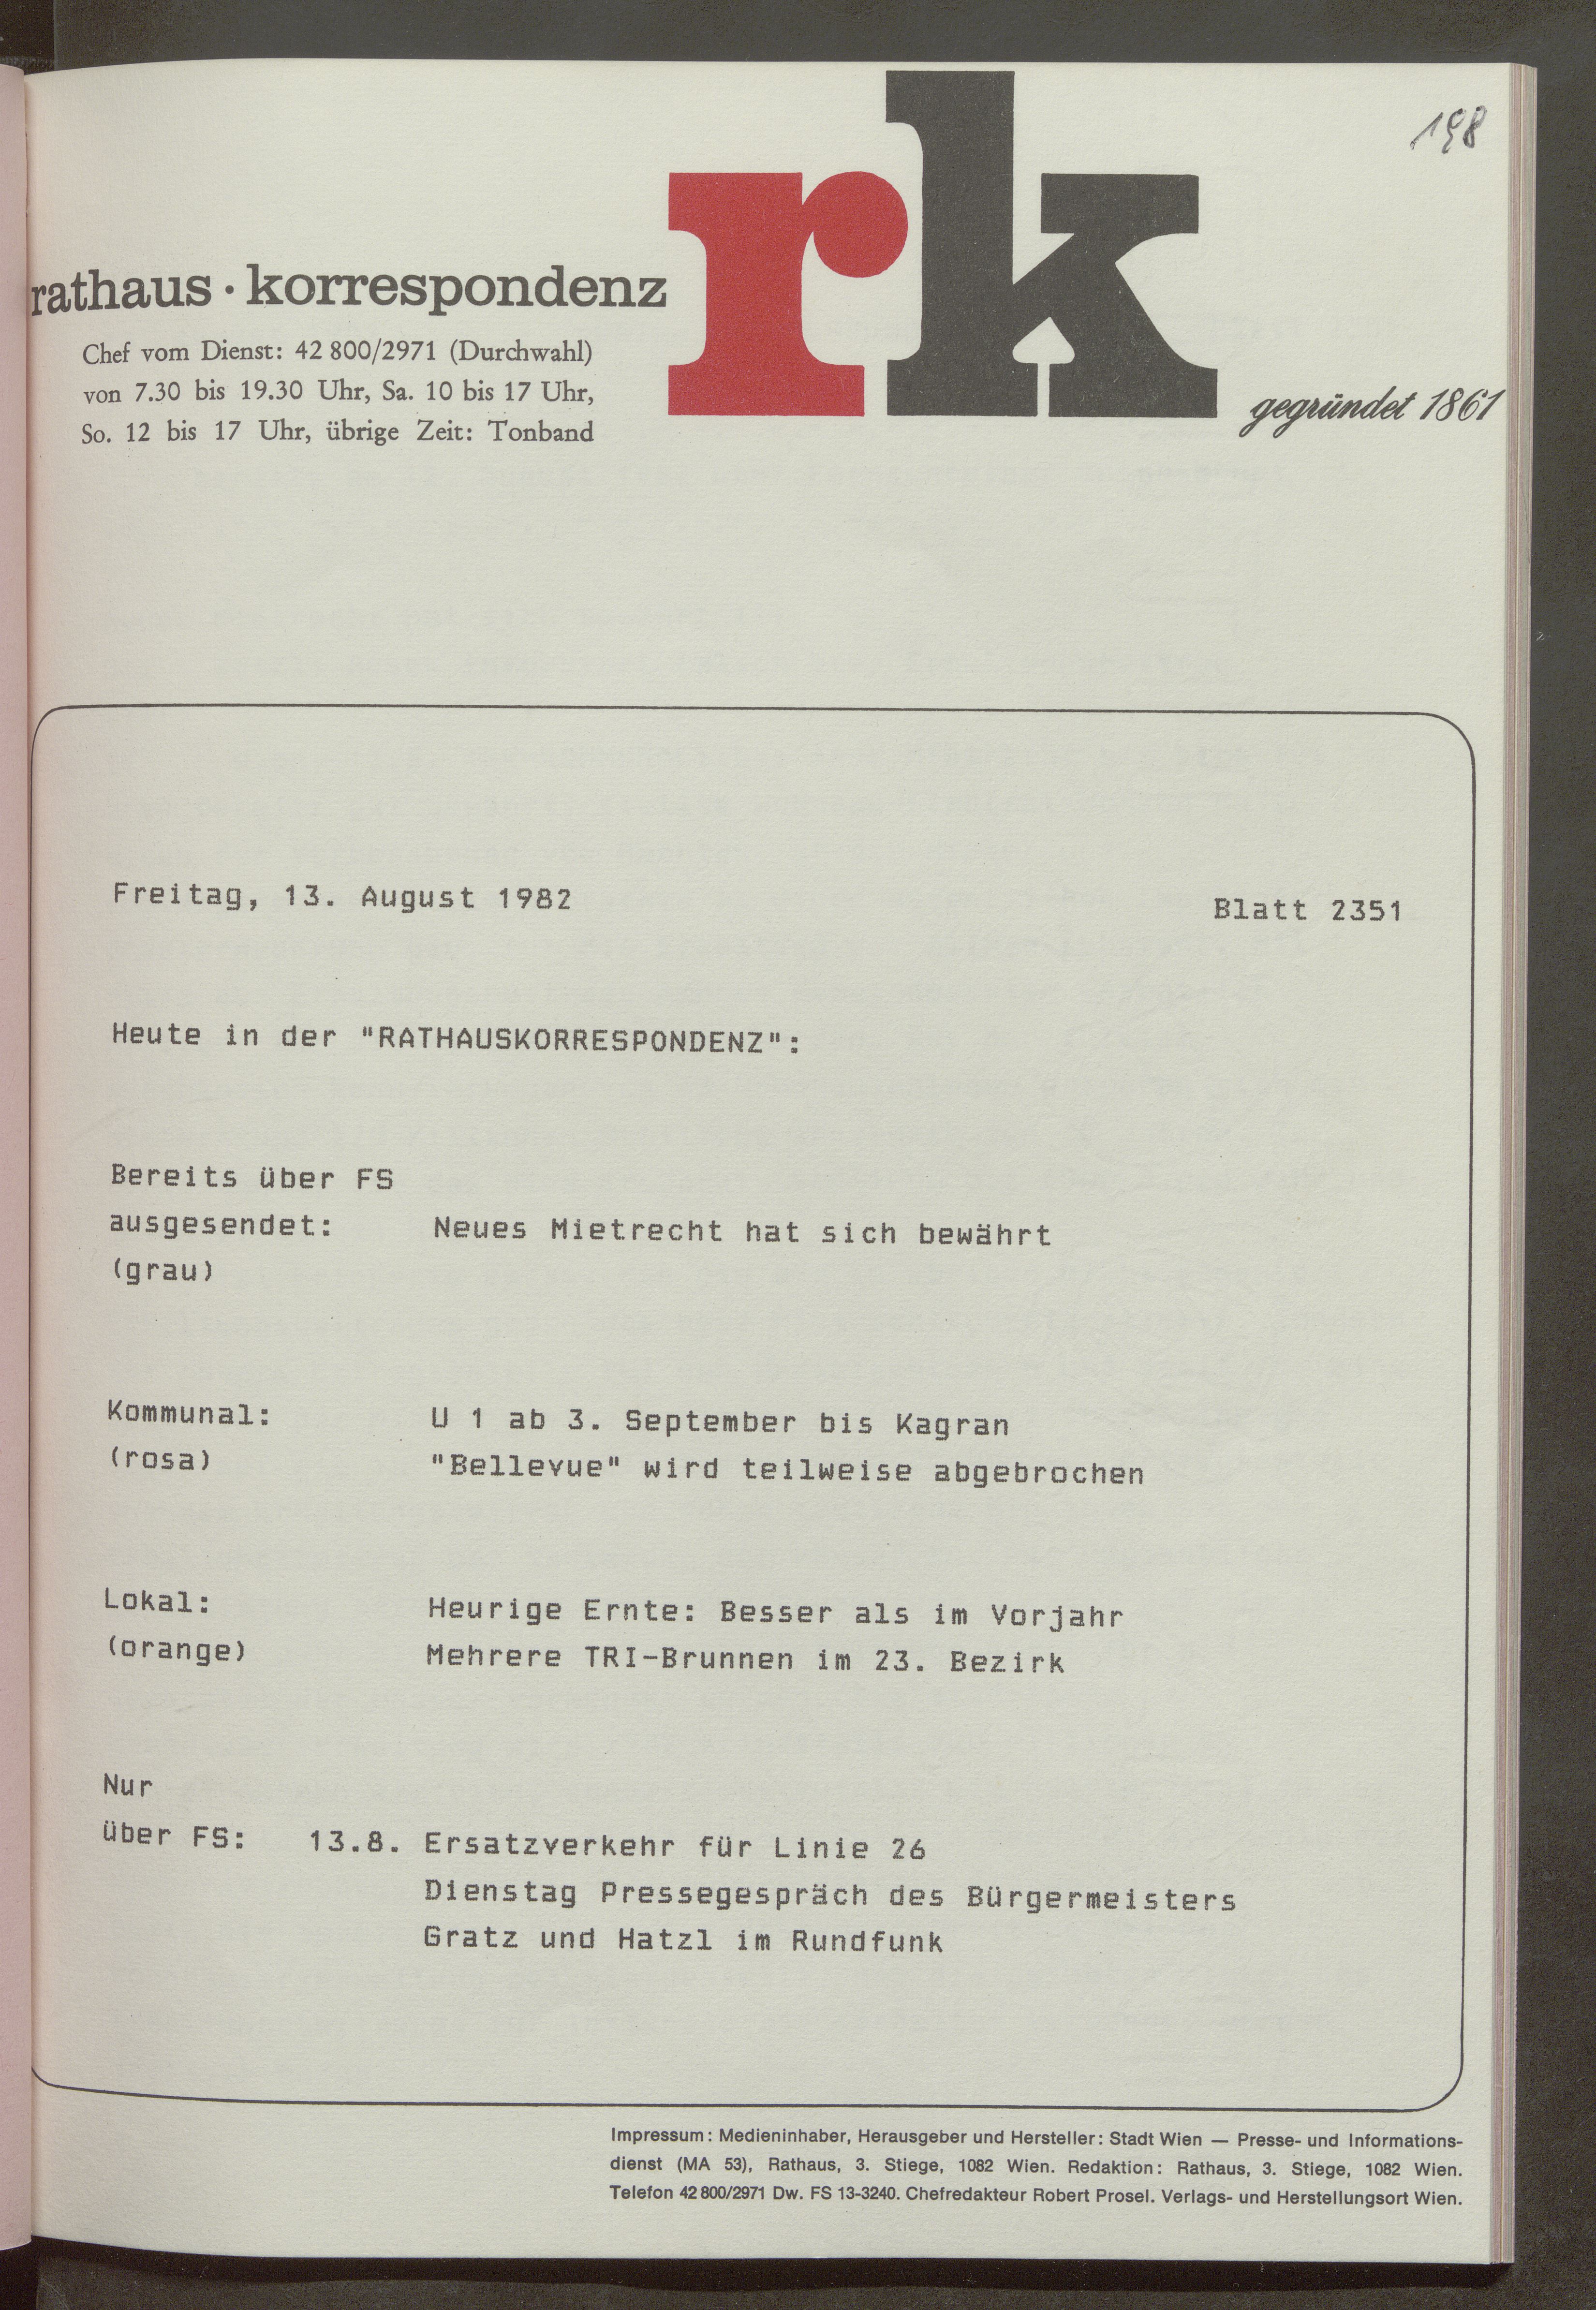 198
rk
rathaus · korrespondenz
Chef vom Dienst: 42 800/2971 (Durchwahl)
von 7.30 bis 19.30 Uhr, Sa. 10 bis 17 Uhr,
So. 12 bis 17 Uhr, übrige Zeit: Tonband
gegründet 1861
Freitag, 13. August 1982 Blatt 2351
Heute in der "RATHAUSKORRESPONDENZ":
Bereits über FS
ausgesendet: Neues Mietrecht hat sich bewährt
(grau)
Kommunal: U 1 ab 3. September bis Kagran
(rosa) "Bellevue" wird teilweise abgebrochen
Lokal: Heurige Ernte: Besser als im Vorjahr
(orange) Mehrere TRI-Brunnen im 23. Bezirk
Nur
über FS: 13.8. Ersatzverkehr für Linie 26
Dienstag Pressegespräch des Bürgermeisters
Gratz und Hatzl im Rundfunk
Impressum: Medieninhaber, Herausgeber und Hersteller: Stadt Wien — Presse- und Informations-
dienst (MA 53), Rathaus, 3. Stiege, 1082 Wien. Redaktion: Rathaus, 3. Stiege, 1082 Wien.
Telefon 42 800/2971 Dw. FS 13-3240. Chefredakteur Robert Prosel. Verlags- und Herstellungsort Wien.